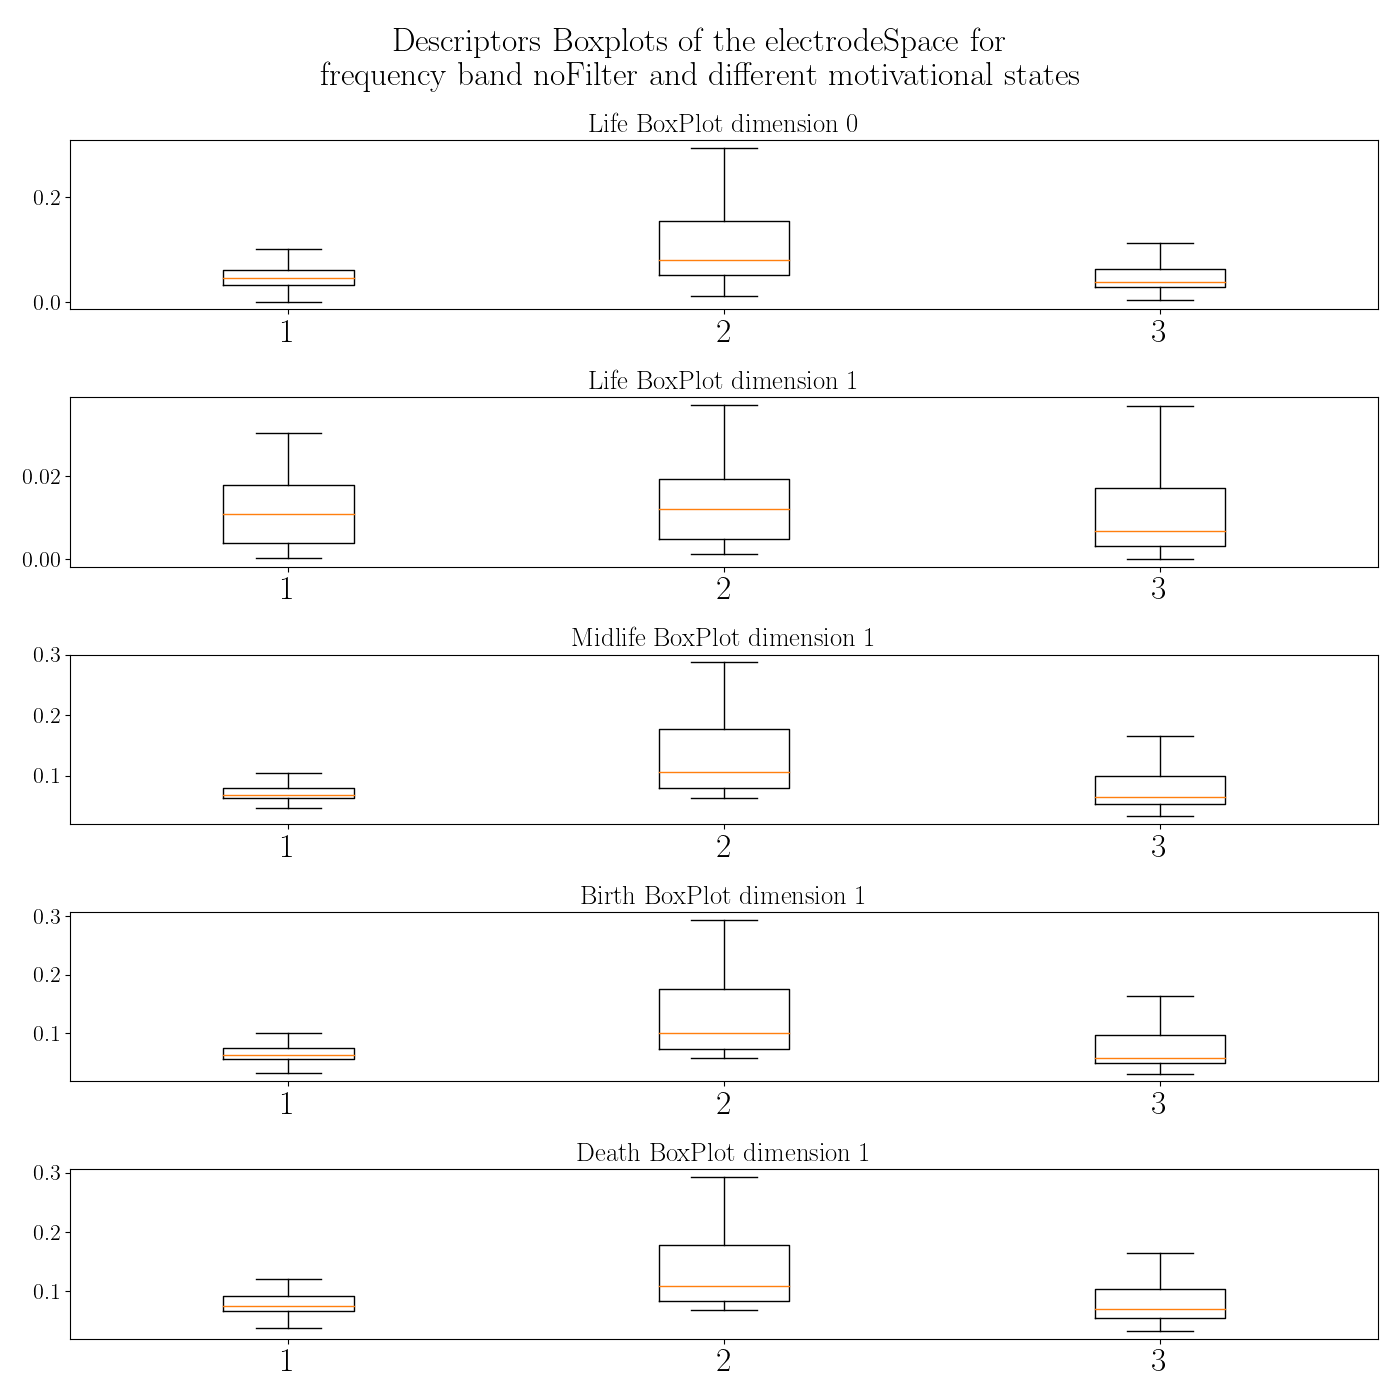 Descriptors Boxplots of the electrodeSpace for
frequency band noFilter and different motivational states
Life BoxPlot dimension 0
0.2
0.0
1 2 3
Life BoxPlot dimension 1
0.02
0.00
1 2 3
Midlife BoxPlot dimension 1
0.3
0.2
0.1
1 2 3
Birth BoxPlot dimension 1
0.3
0.2
0.1
1 2 3
Death BoxPlot dimension 1
0.3
0.2
0.1
1 2 3